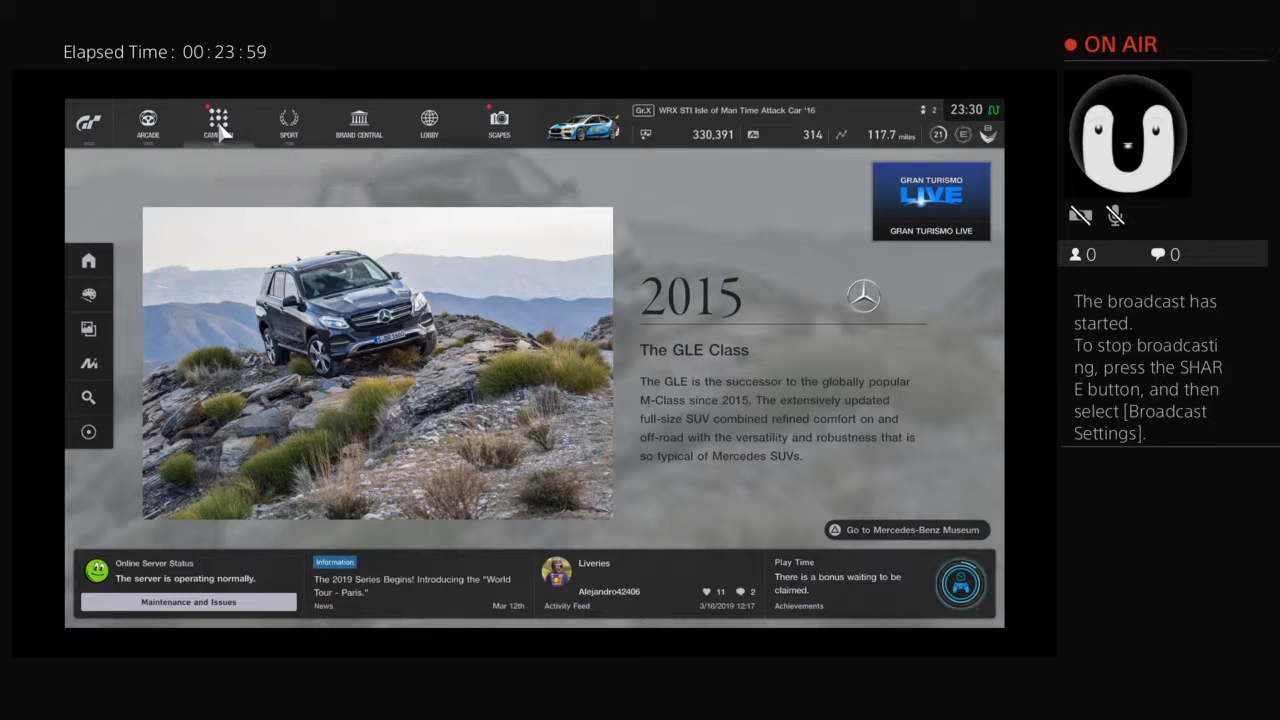 Elapsed Time: 00:23:59
ON AIR
ARCADE
SPORT
BRAND CENTRAL
LOBBY
SCAPES
Gr.X WRX STI Isle of Man Time Attack Car '16
2 23:30
330,391 314 117.7 miles 21 E
GRAN TURISMO
LIVE
GRAN TURISMO LIVE
0 0
2015
The GLE Class
The GLE is the successor to the globally popular
M-Class since 2015. The extensively updated
full-size SUV combined refined comfort on and
off-road with the versatility and robustness that is
so typical of Mercedes SUVs.
Go to Mercedes-Benz Museum
The broadcast has
started.
To stop broadcasti
ng, press the SHAR
E button, and then
select [Broadcast
Settings].
Online Server Status
The server is operating normally.
Maintenance and Issues
Information
The 2019 Series Begins! Introducing the "World
Tour - Paris."
News Mar 12th
Liveries
Alejandro42406 11 2
Activity Feed 3/18/2019 12:17
Play Time
There is a bonus waiting to be
claimed.
Achievements